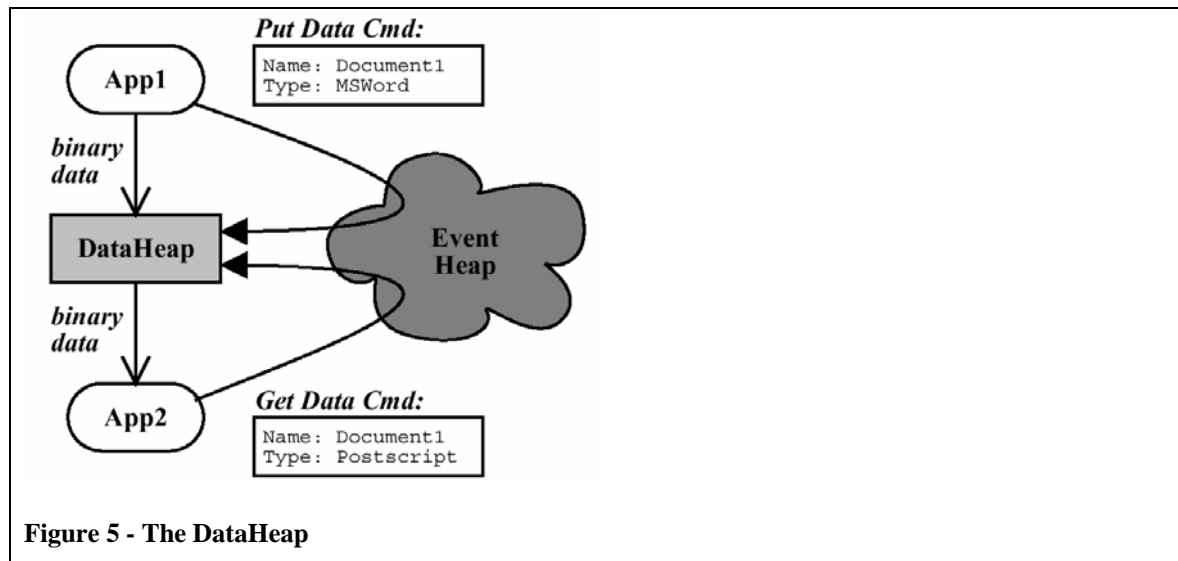 Put Data Cmd:
Name: Document1
Type: MSWord
App1
binary
data
DataHeap
Event
Heap
binary
data
App2
Get Data Cmd:
Name: Document1
Type: Postscript
Figure 5 - The DataHeap